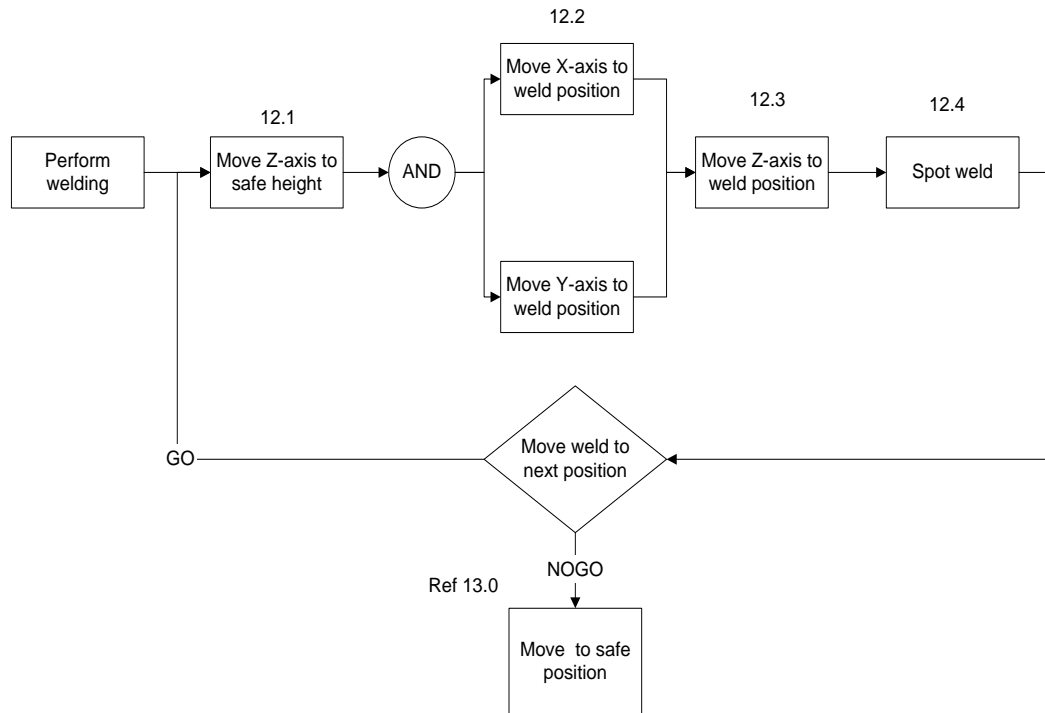 12.2
Move X-axis to
weld position
12.3
12.4
12.1
Perform
welding
Move Z-axis to
safe height
AND
Move Z-axis to
weld position
Spot weld
Move Y-axis to
weld position
Move weld to
next position
GO
NOGO
Ref 13.0
Move to safe
position